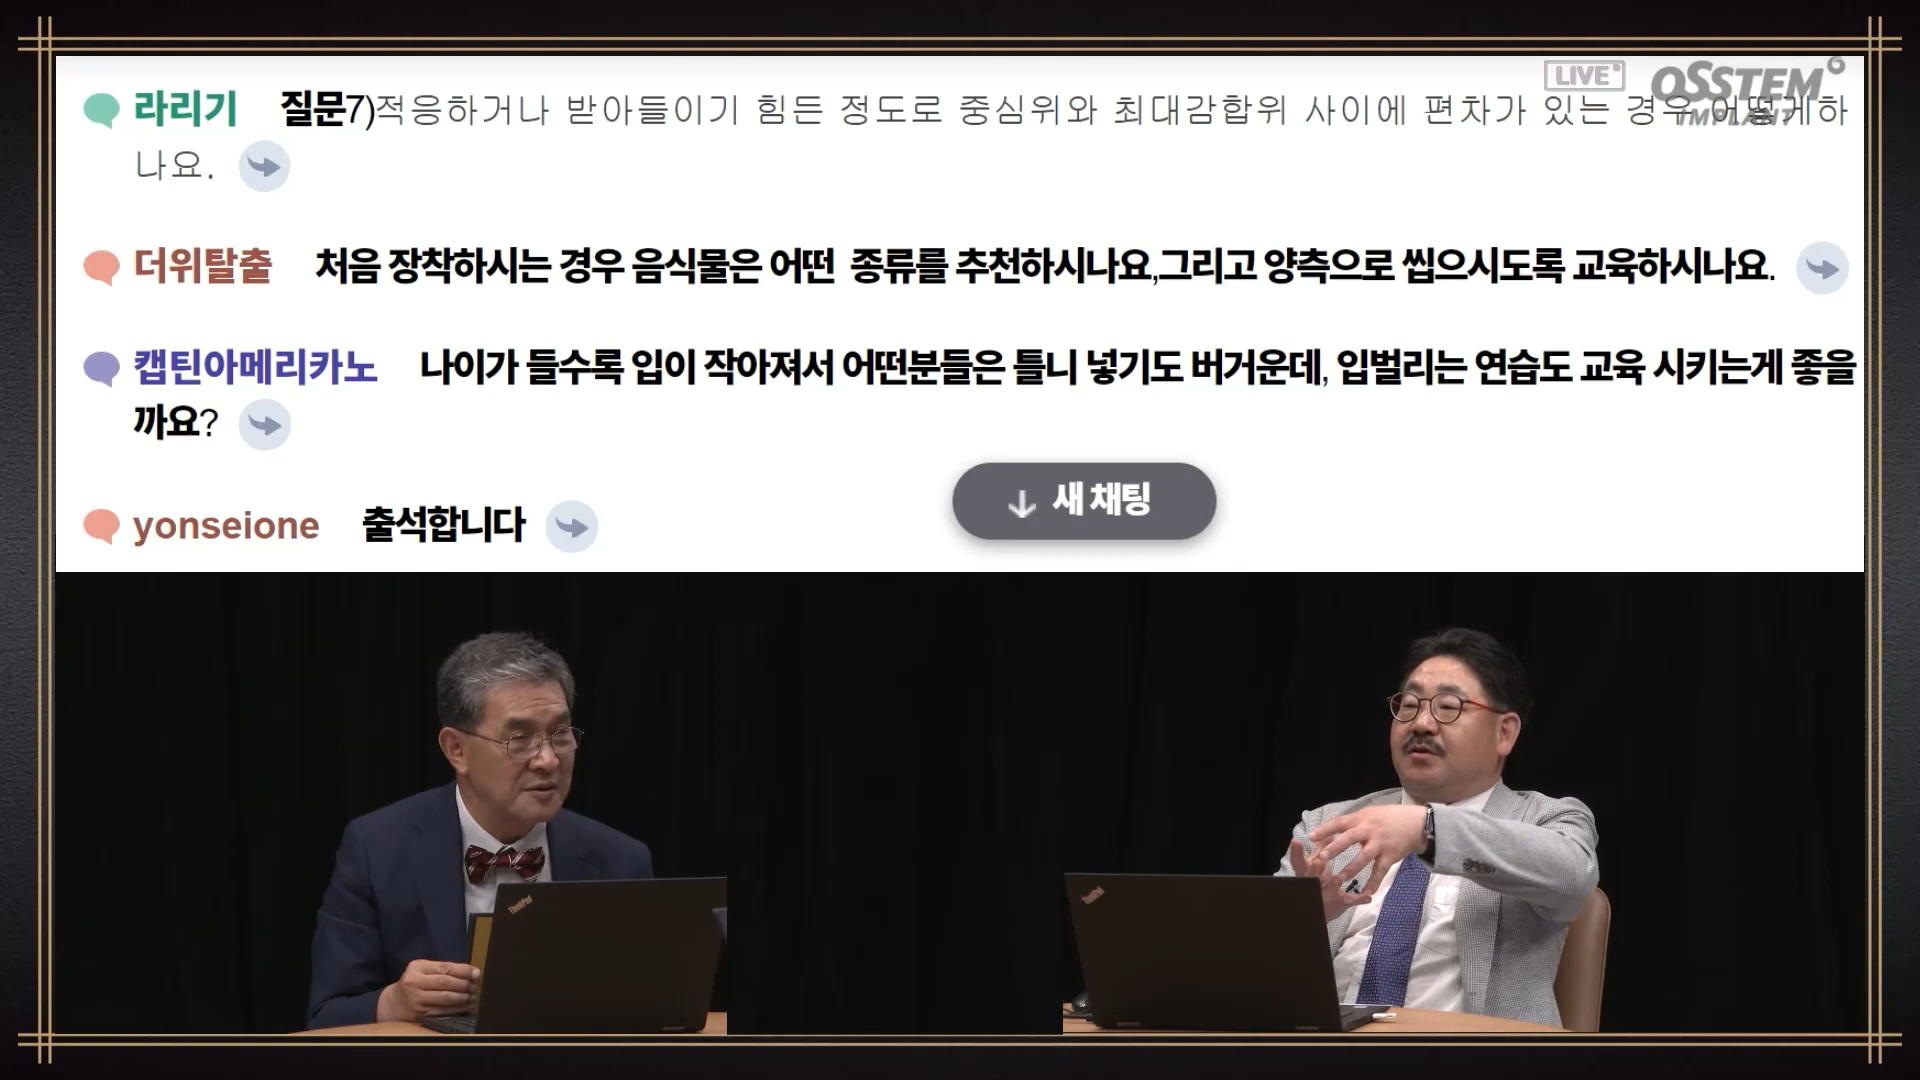 LIVE
OSSTEM
IMPLANT
라리기 질문7)적응하거나 받아들이기 힘든 정도로 중심위와 최대감합위 사이에 편차가 있는 경우 어떻게하
나요.
더위탈출 처음 장착하시는 경우 음식물은 어떤 종류를 추천하시나요,그리고 양측으로 씹으시도록 교육하시나요.
캡틴아메리카노 나이가 들수록 입이 작아져서 어떤분들은 틀니 넣기도 버거운데, 입벌리는 연습도 교육 시키는게 좋을
까요?
yonseione 출석합니다
새 채팅
ThinkPad
ThinkPad